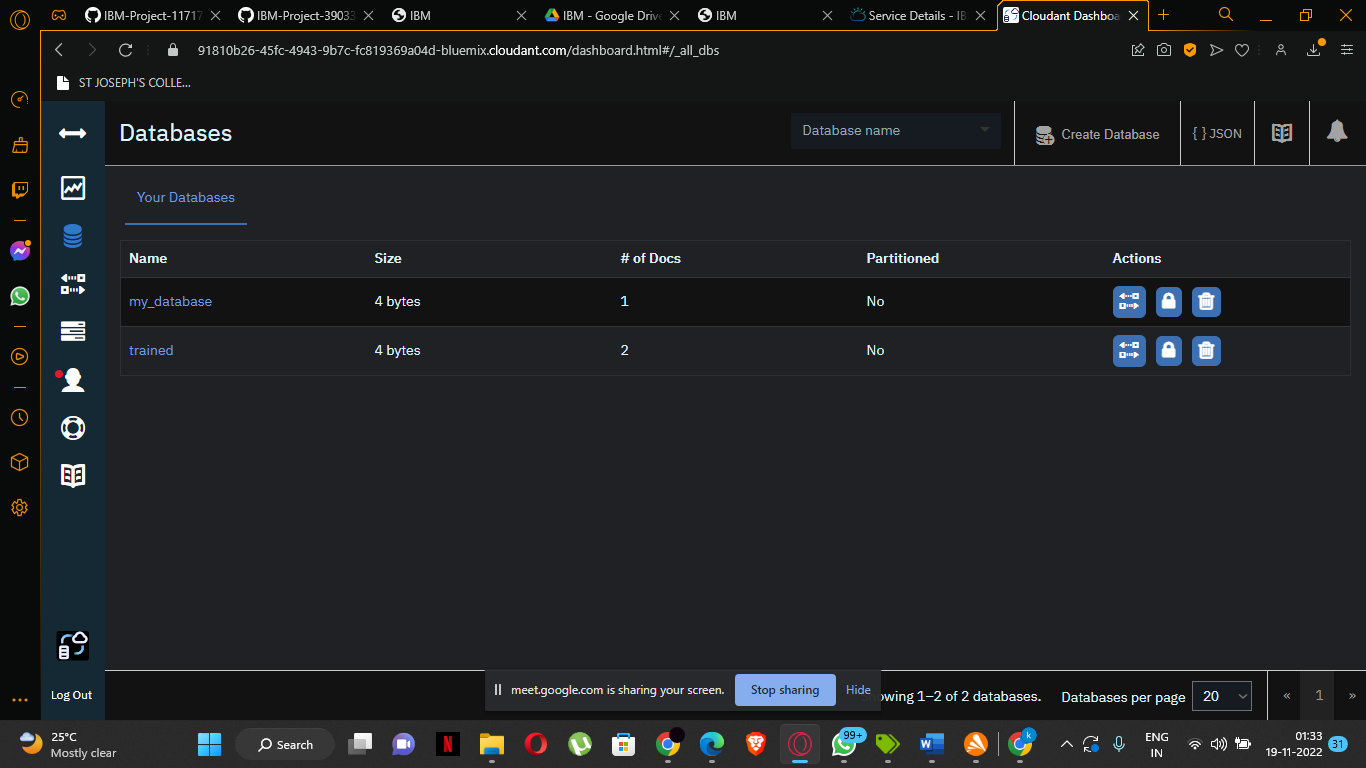 IBM-Project-11717
IBM-Project-39033
IBM
IBM - Google Drive
IBM
Service Details - IB
Cloudant Dashboa
91810b26-45fc-4943-9b7c-fc819369a04d-bluemix.cloudant.com/dashboard.html#/_all_dbs
ST JOSEPH'S COLLE...
Databases
Database name
Create Database
{ } JSON
Your Databases
Name Size # of Docs Partitioned Actions
my_database 4 bytes 1 No
trained 4 bytes 2 No
Log Out
meet.google.com is sharing your screen. Stop sharing Hide
owing 1–2 of 2 databases. Databases per page 20 « 1 »
25°C
Mostly clear
Search
99+
k
ENG
IN
01:33
19-11-2022
31